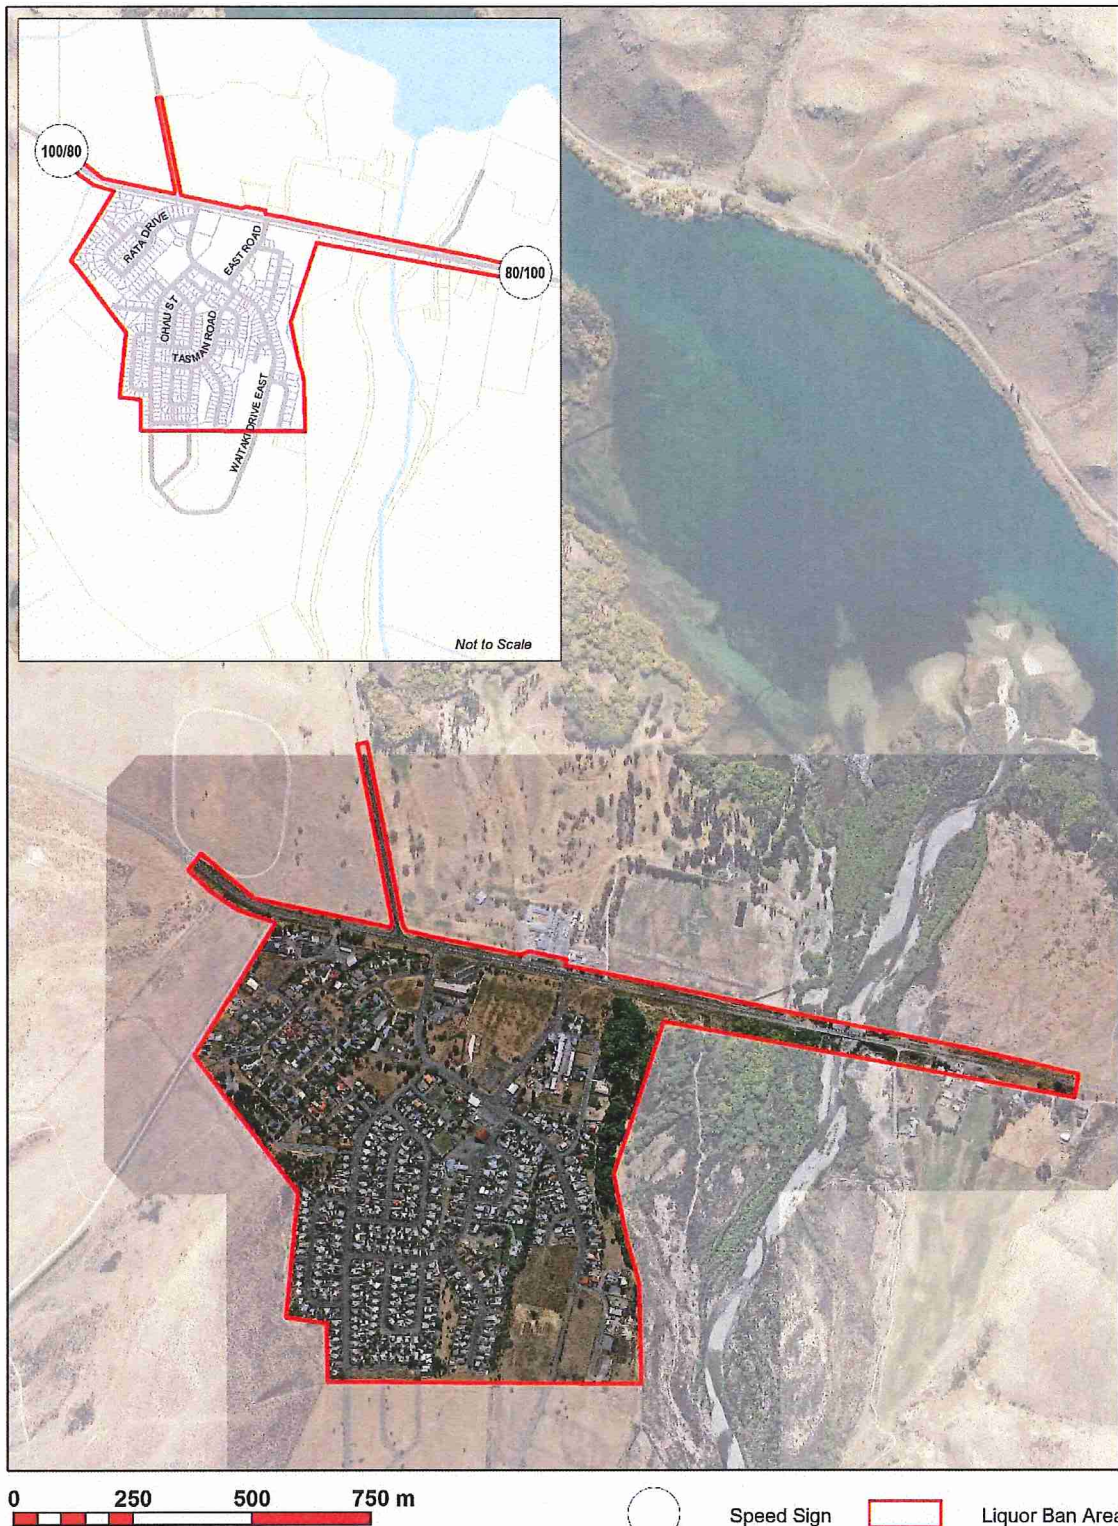 100/80
80/100
RATA DRIVE
EAST ROAD
OHAU ST
TASMAN ROAD
WAITAKI DRIVE EAST
Not to Scale
0 250 500 750 m
Speed Sign
Liquor Ban Area